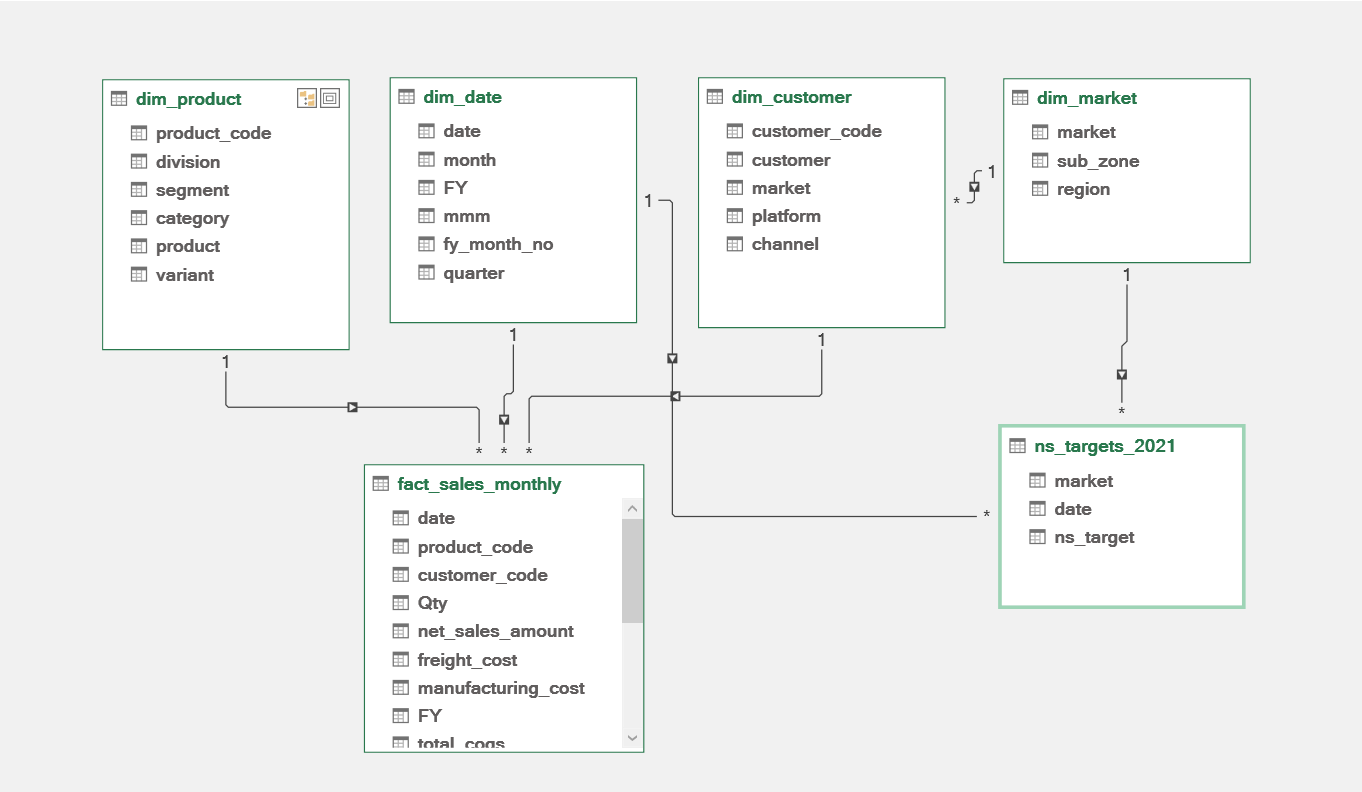 dim_product
product_code
division
segment
category
product
variant
1
dim_date
date
month
FY
mmm
fy_month_no
quarter
1
1
dim_customer
customer_code
customer
market
platform
channel
1
*
1
dim_market
market
sub_zone
region
1
*
* * *
fact_sales_monthly
date
product_code
customer_code
Qty
net_sales_amount
freight_cost
manufacturing_cost
FY
total_cogs
*
ns_targets_2021
market
date
ns_target